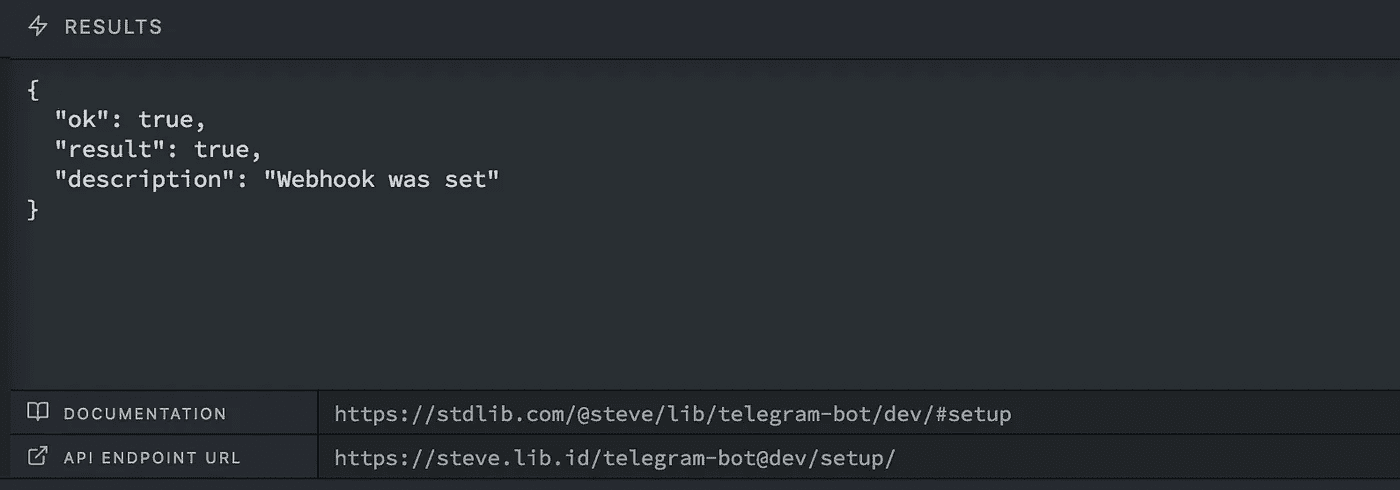 RESULTS
{
"ok": true,
"result": true,
"description": "Webhook was set"
}
DOCUMENTATION https://stdlib.com/@steve/lib/telegram-bot/dev/#setup
API ENDPOINT URL https://steve.lib.id/telegram-bot@dev/setup/